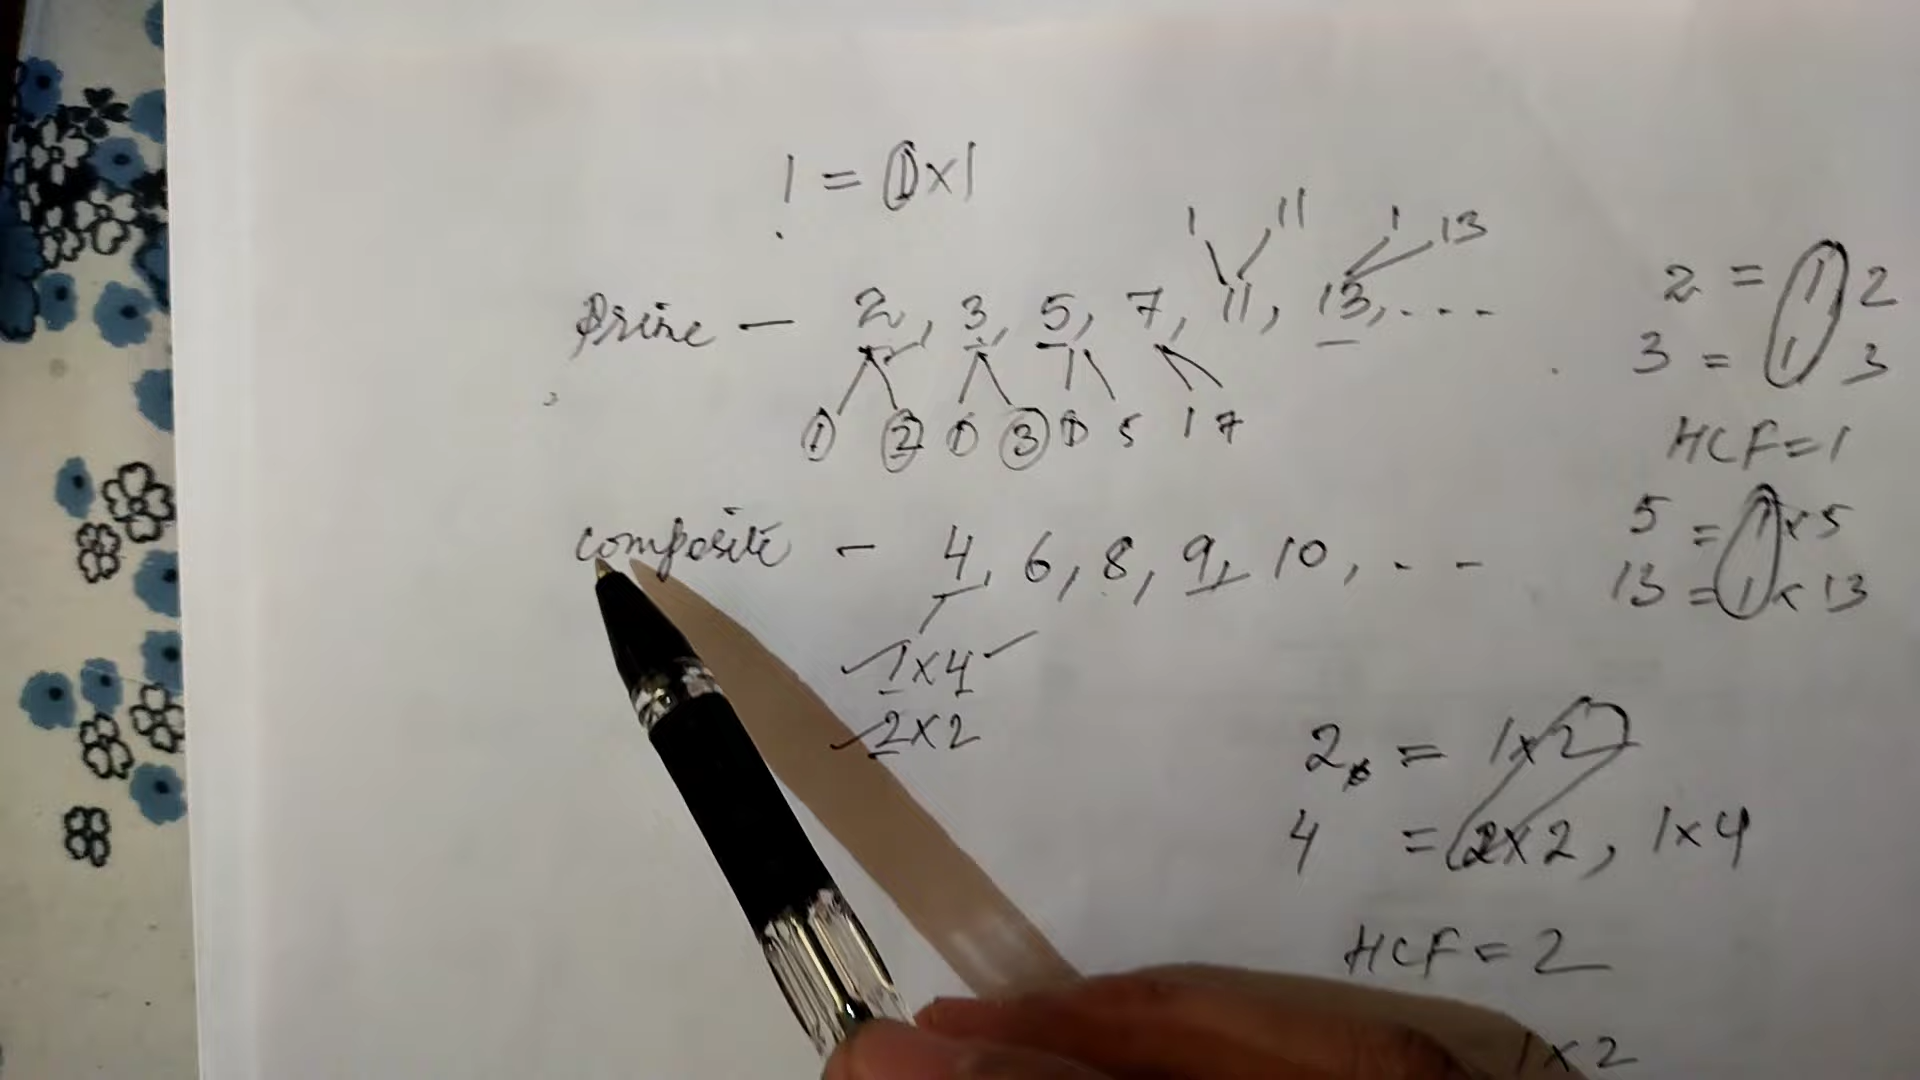 1 = 1×1
1 11 1 13
Prime — 2, 3, 5, 7, 11, 13, ...
1 2 1 3 1 5 1 7
Composite - 4, 6, 8, 9, 10, . - -
1×4
2×2
2 = 1 2
3 = 1 3
HCF = 1
5 = 1×5
13 = 1×13
2 = 1×2
4 = 2×2, 1×4
HCF = 2
1×2